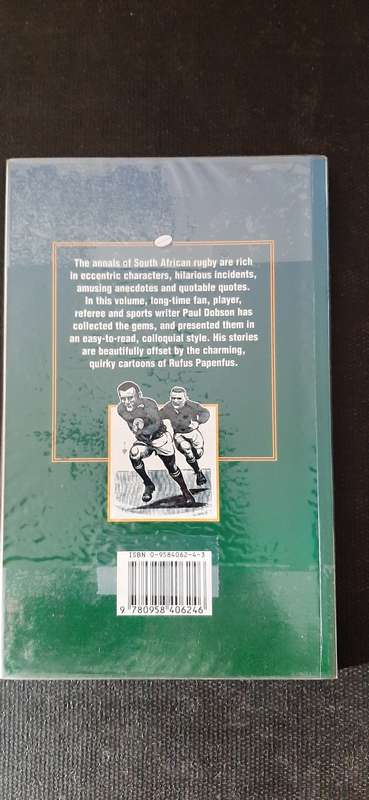 The annals of South African rugby are rich
in eccentric characters, hilarious incidents,
amusing anecdotes and quotable quotes.
In this volume, long-time fan, player,
referee and sports writer Paul Dobson has
collected the gems, and presented them in
an easy-to-read, colloquial style. His stories
are beautifully offset by the charming,
quirky cartoons of Rufus Papenfus.
ISBN 0-9584062-4-3
9 780958 406246